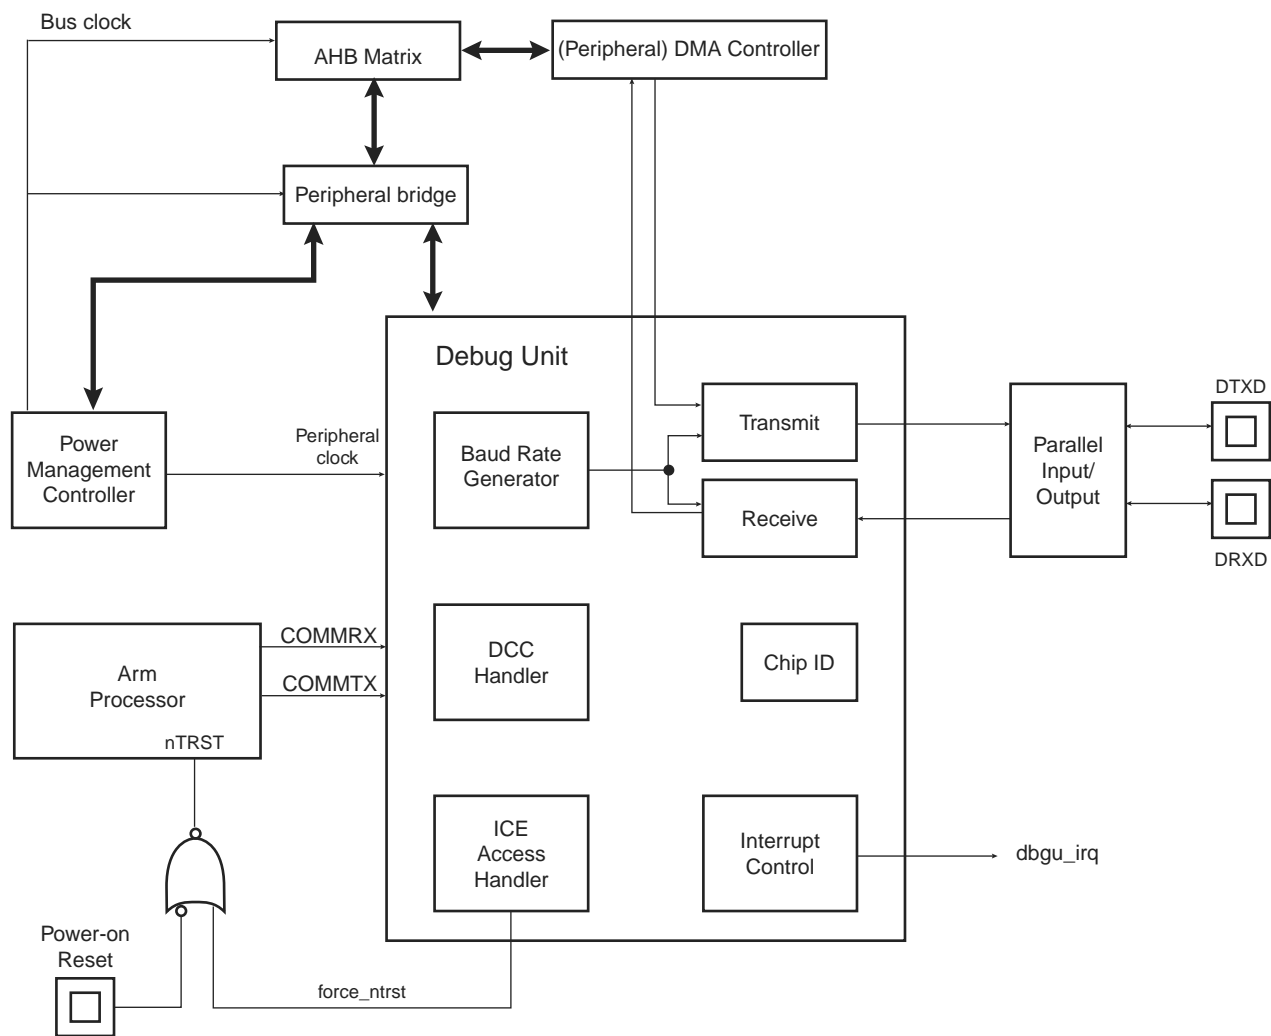 Bus clock
AHB Matrix
(Peripheral) DMA Controller
Peripheral bridge
Debug Unit
Power
Management
Controller
Peripheral
clock
Baud Rate
Generator
Transmit
Receive
Parallel
Input/
Output
DTXD
DRXD
Arm
Processor
nTRST
COMMRX
COMMTX
DCC
Handler
Chip ID
ICE
Access
Handler
Interrupt
Control
dbgu_irq
Power-on
Reset
force_ntrst